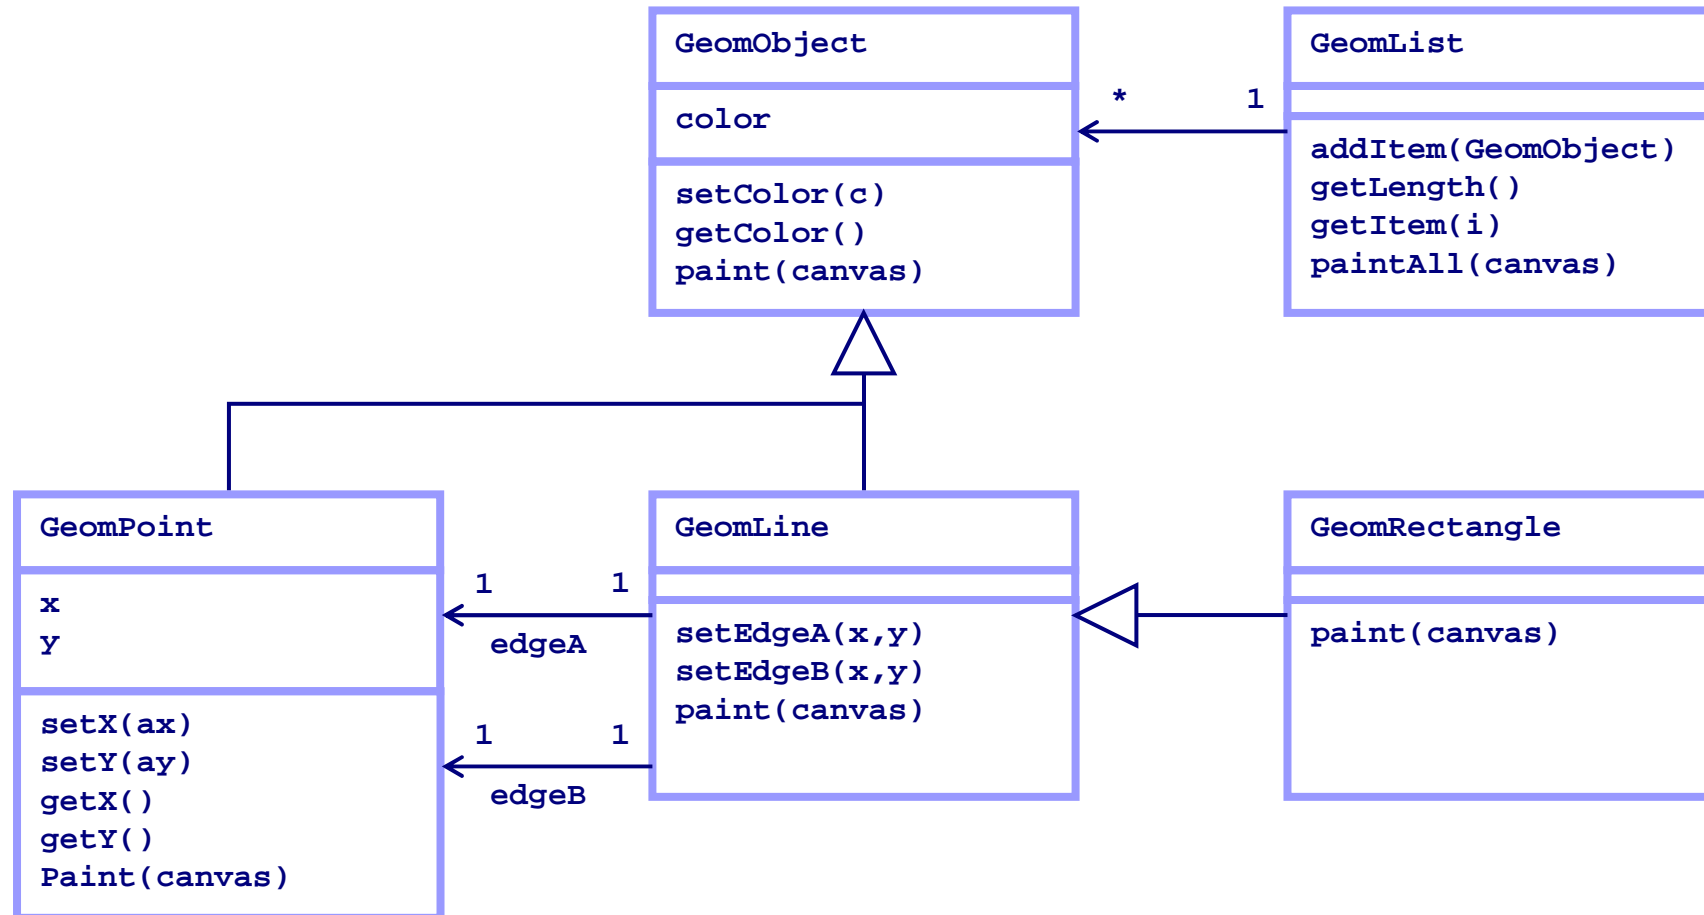 GeomObject
color
setColor(c)
getColor()
paint(canvas)
* 1
GeomList
addItem(GeomObject)
getLength()
getItem(i)
paintAll(canvas)
GeomPoint
x
y
setX(ax)
setY(ay)
getX()
getY()
Paint(canvas)
1 1
edgeA
1 1
edgeB
GeomLine
setEdgeA(x,y)
setEdgeB(x,y)
paint(canvas)
GeomRectangle
paint(canvas)